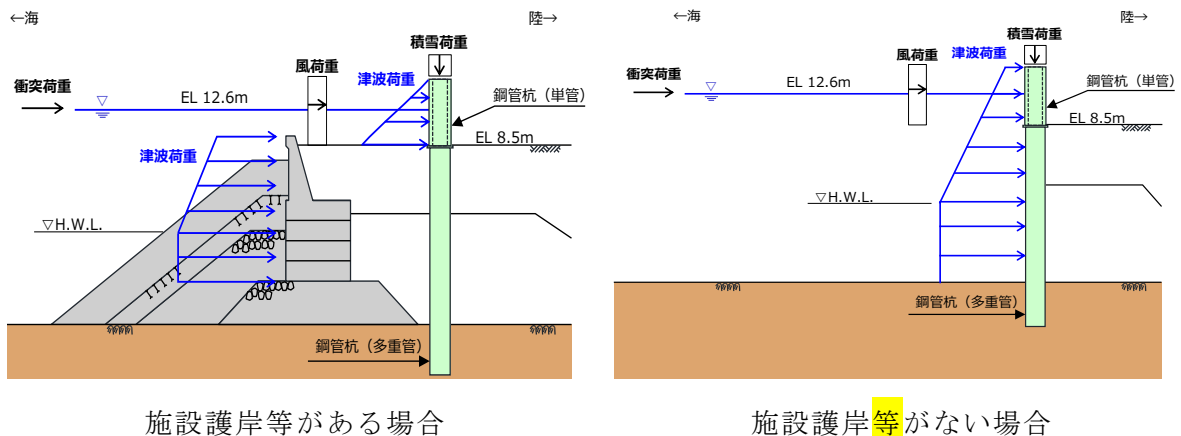 ←海
陸→
積雪荷重
風荷重
津波荷重
衝突荷重
▽
EL 12.6m
鋼管杭（単管）
EL 8.5m
津波荷重
▽H.W.L.
鋼管杭（多重管）
施設護岸等がある場合
←海
陸→
積雪荷重
津波荷重
風荷重
衝突荷重
▽
EL 12.6m
鋼管杭（単管）
EL 8.5m
▽H.W.L.
鋼管杭（多重管）
施設護岸等がない場合